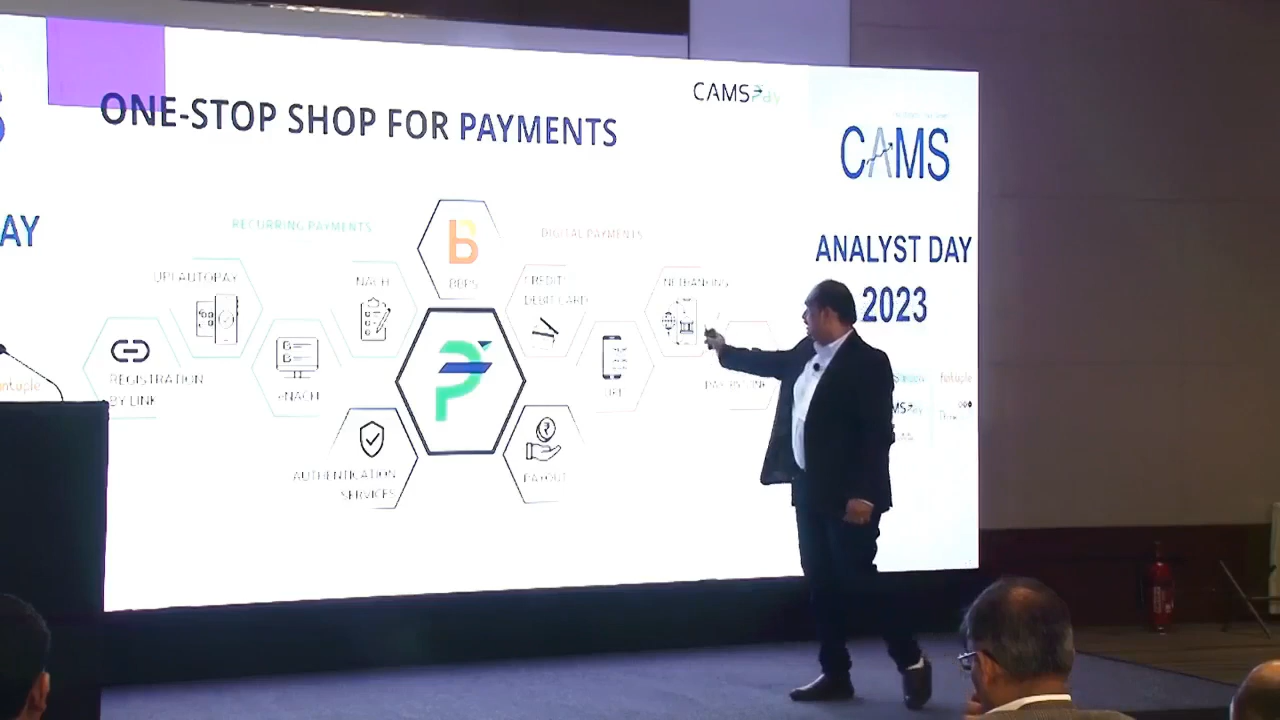 ONE-STOP SHOP FOR PAYMENTS
CAMSPay
CAMS
ANALYST DAY
2023
AY
RECURRING PAYMENTS
DIGITAL PAYMENTS
BBPS
UPI AUTOPAY
NACH
CREDIT/
DEBIT CARD
NETBANKING
REGISTRATION
BY LINK
eNACH
UPI
AUTHENTICATION
SERVICES
PAYOUT